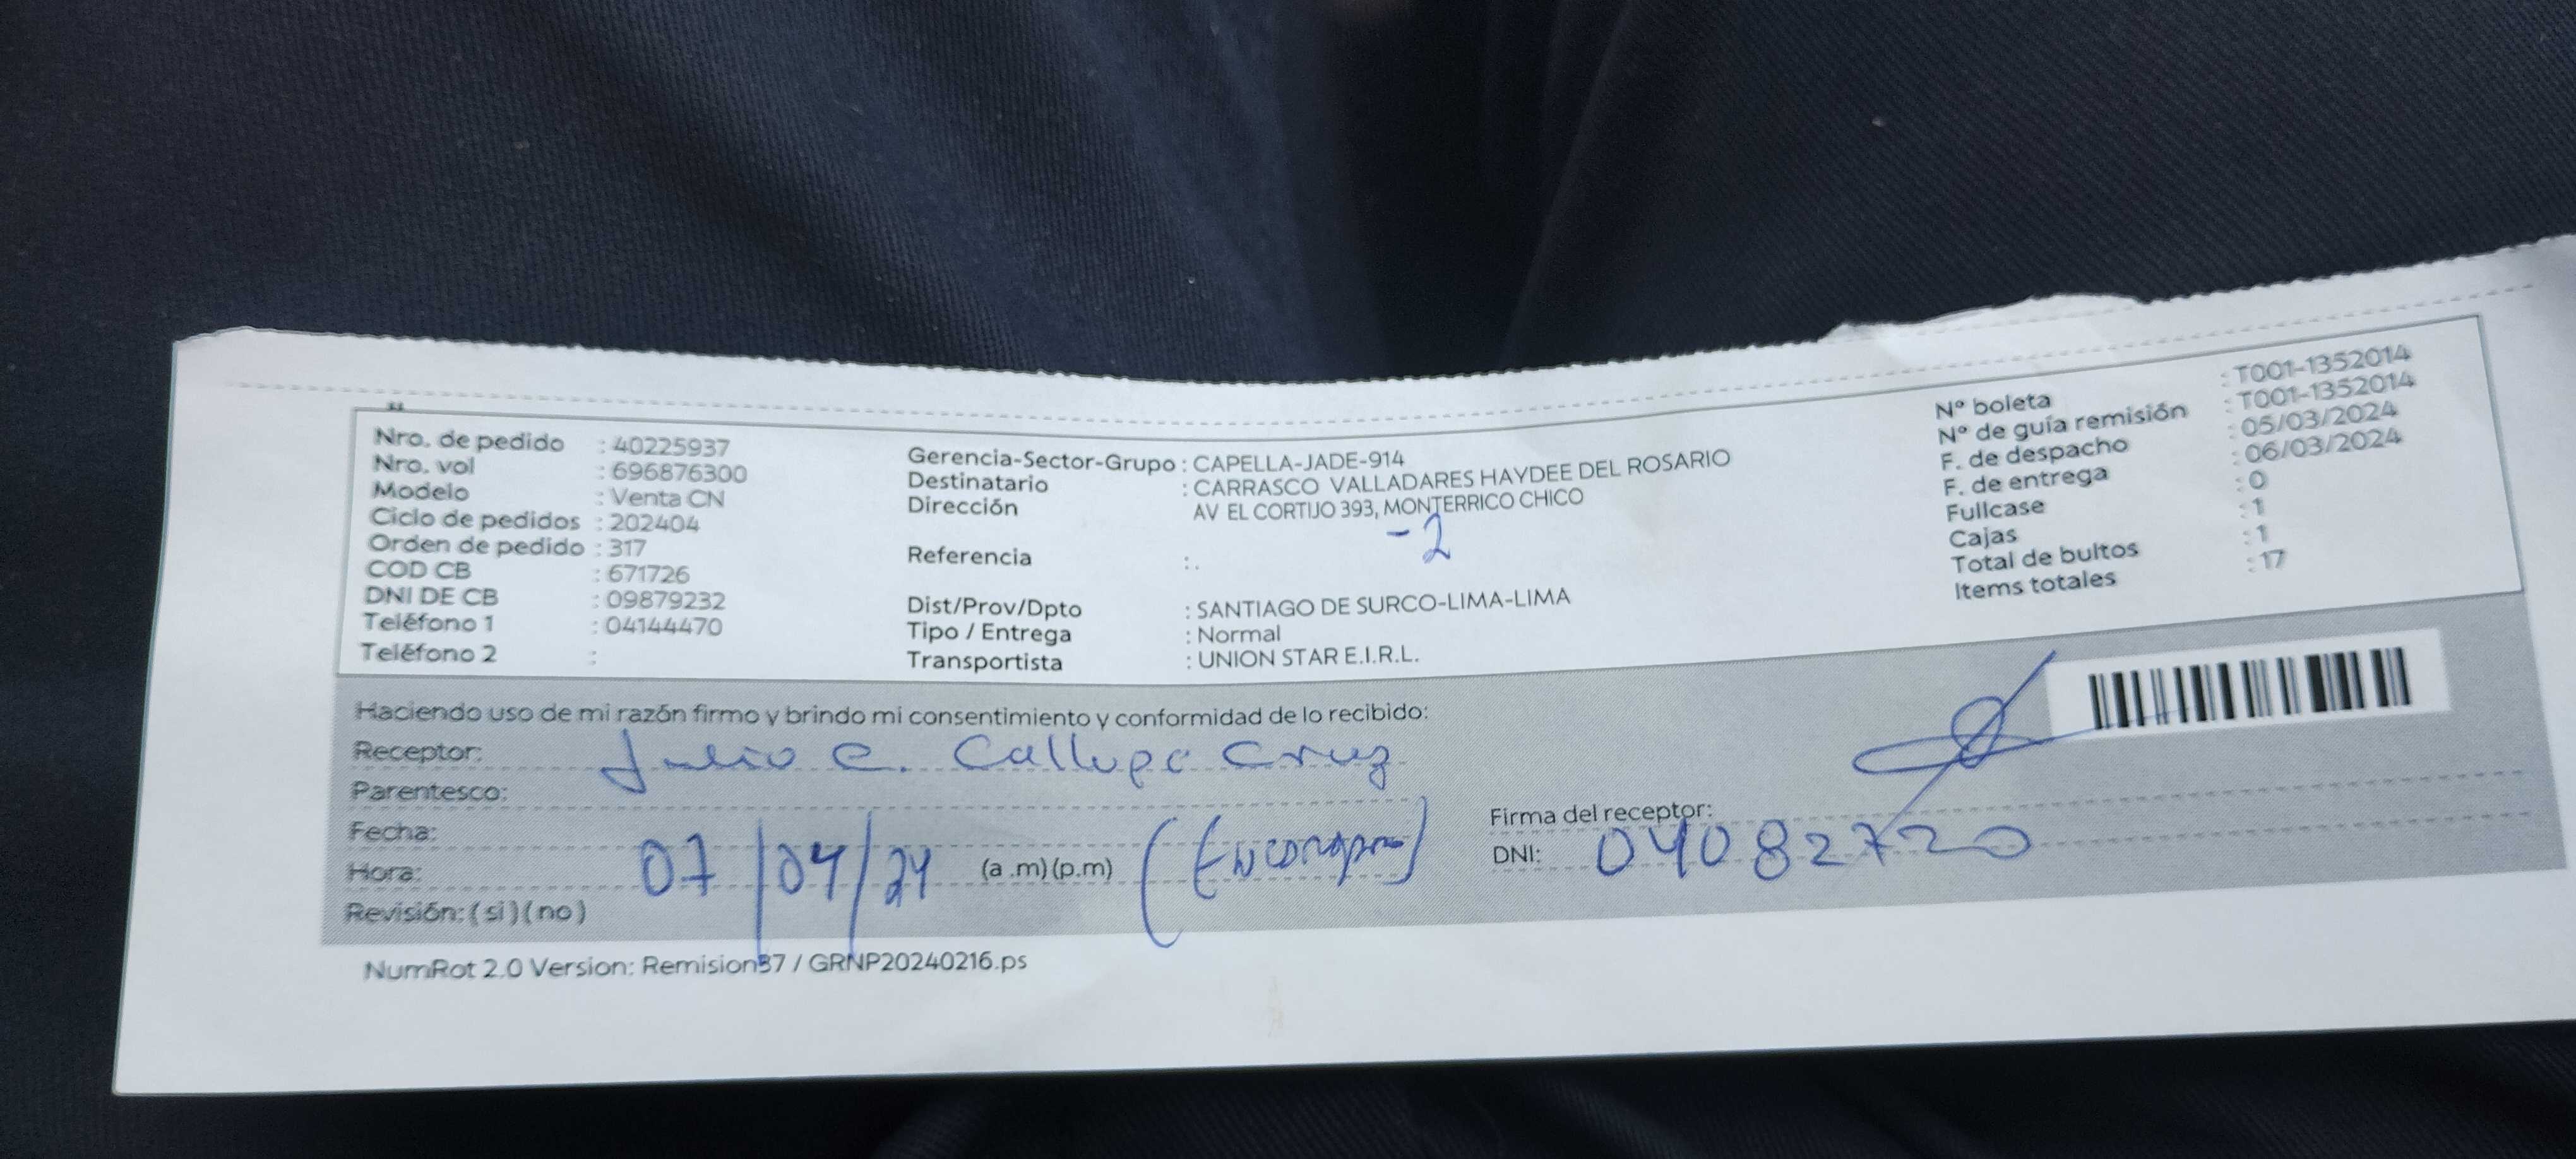 Nro. de pedido : 40225937
Nro. vol : 696876300
Modelo : Venta CN
Ciclo de pedidos : 202404
Orden de pedido : 317
COD CB : 671726
DNI DE CB : 09879232
Teléfono 1 : 04144470
Teléfono 2 :
Gerencia-Sector-Grupo : CAPELLA-JADE-914
Destinatario : CARRASCO VALLADARES HAYDEE DEL ROSARIO
Dirección AV EL CORTIJO 393, MONTERRICO CHICO
-2
Referencia : .
Dist/Prov/Dpto : SANTIAGO DE SURCO-LIMA-LIMA
Tipo / Entrega : Normal
Transportista : UNION STAR E.I.R.L.
Nº boleta : T001-1352014
Nº de guía remisión : T001-1352014
F. de despacho : 05/03/2024
F. de entrega : 06/03/2024
Fullcase : 0
Cajas : 1
Total de bultos : 1
Items totales : 17
Haciendo uso de mi razón firmo y brindo mi consentimiento y conformidad de lo recibido:
Receptor: Julio C. Callupe Cruz
Parentesco:
Fecha:
Hora: 07/04/24 (a .m)(p.m)
Revisión: (si)(no)
Firma del receptor:
DNI: 04082720
NumRot 2.0 Version: Remision37 / GRNP20240216.ps